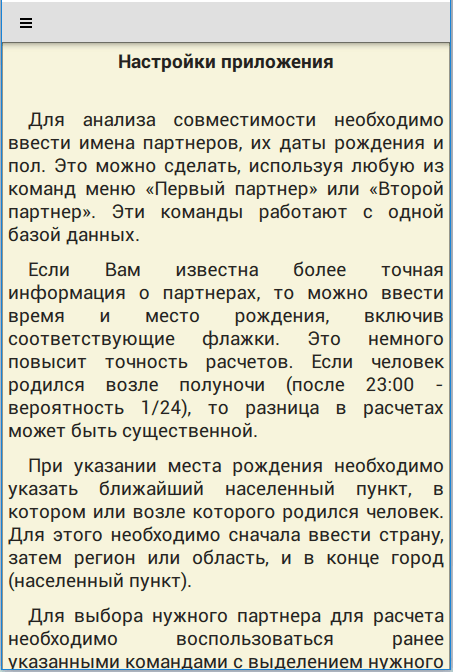 Настройки приложения
Для анализа совместимости необходимо
ввести имена партнеров, их даты рождения и
пол. Это можно сделать, используя любую из
команд меню «Первый партнер» или «Второй
партнер». Эти команды работают с одной
базой данных.
Если Вам известна более точная
информация о партнерах, то можно ввести
время и место рождения, включив
соответствующие флажки. Это немного
повысит точность расчетов. Если человек
родился возле полуночи (после 23:00 -
вероятность 1/24), то разница в расчетах
может быть существенной.
При указании места рождения необходимо
указать ближайший населенный пункт, в
котором или возле которого родился человек.
Для этого необходимо сначала ввести страну,
затем регион или область, и в конце город
(населенный пункт).
Для выбора нужного партнера для расчета
необходимо воспользоваться ранее
указанными командами с выделением нужного